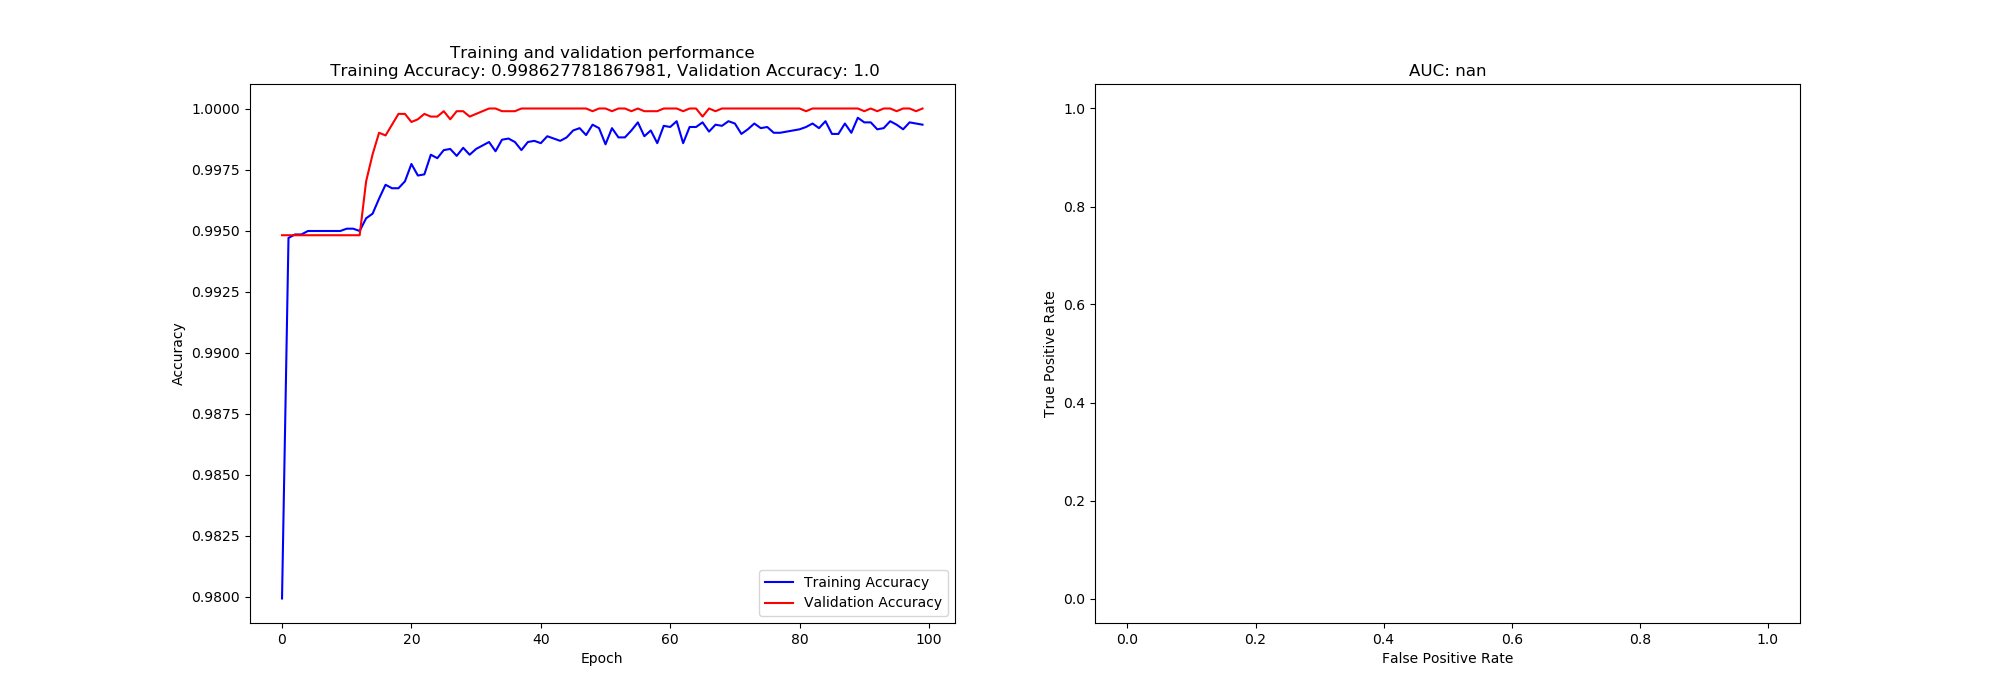 Training and validation performance
Training Accuracy: 0.998627781867981, Validation Accuracy: 1.0
1.0000
0.9975
0.9950
0.9925
0.9900
0.9875
0.9850
0.9825
0.9800
Accuracy
0 20 40 60 80 100
Epoch
Training Accuracy
Validation Accuracy
AUC: nan
1.0
0.8
0.6
0.4
0.2
0.0
True Positive Rate
0.0 0.2 0.4 0.6 0.8 1.0
False Positive Rate